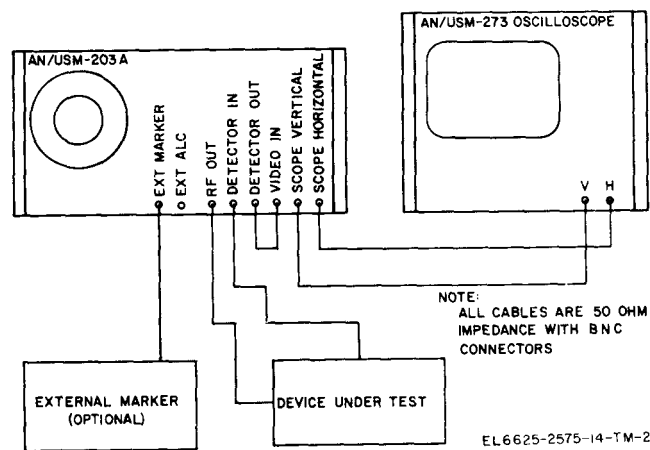 AN/USM-203A
EXT MARKER
EXT ALC
RF OUT
DETECTOR IN
DETECTOR OUT
VIDEO IN
SCOPE VERTICAL
SCOPE HORIZONTAL
AN/USM-273 OSCILLOSCOPE
V H
NOTE:
ALL CABLES ARE 50 OHM
IMPEDANCE WITH BNC
CONNECTORS
EXTERNAL MARKER
(OPTIONAL)
DEVICE UNDER TEST
EL6625-2575-14-TM-2